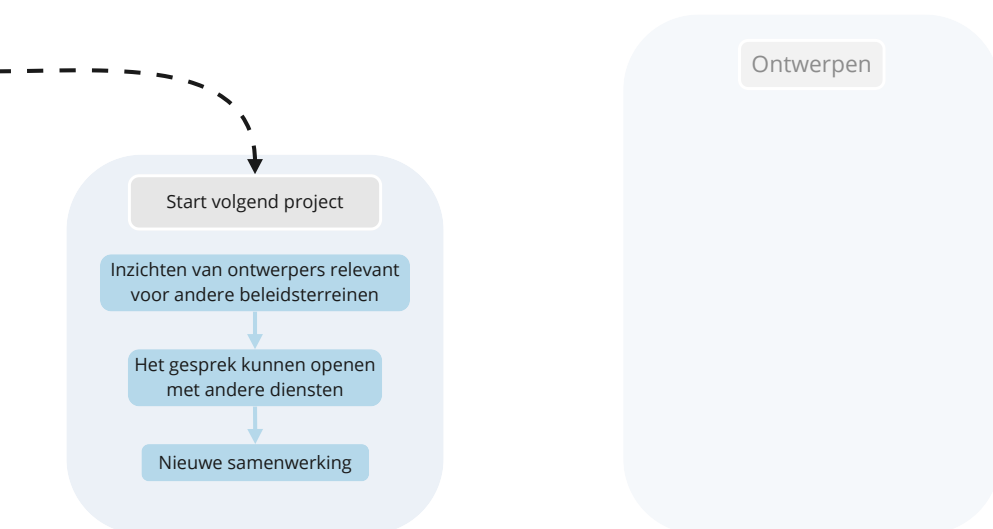 Ontwerpen
Start volgend project
Inzichten van ontwerpers relevant
voor andere beleidsterreinen
Het gesprek kunnen openen
met andere diensten
Nieuwe samenwerking